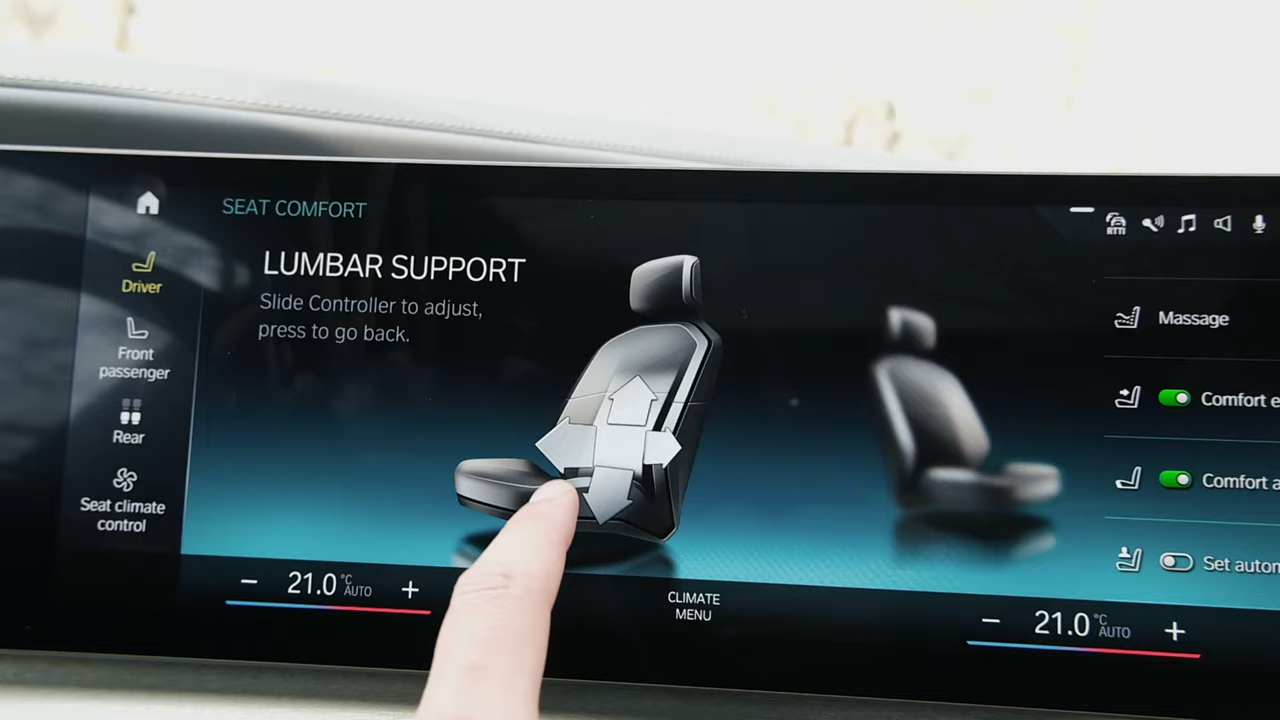 SEAT COMFORT
LUMBAR SUPPORT
Slide Controller to adjust,
press to go back.
Driver
Front
passenger
Rear
Seat climate
control
RTTI
Massage
Comfort e
Comfort a
Set auton
− 21.0 °C AUTO +
CLIMATE
MENU
− 21.0 °C AUTO +